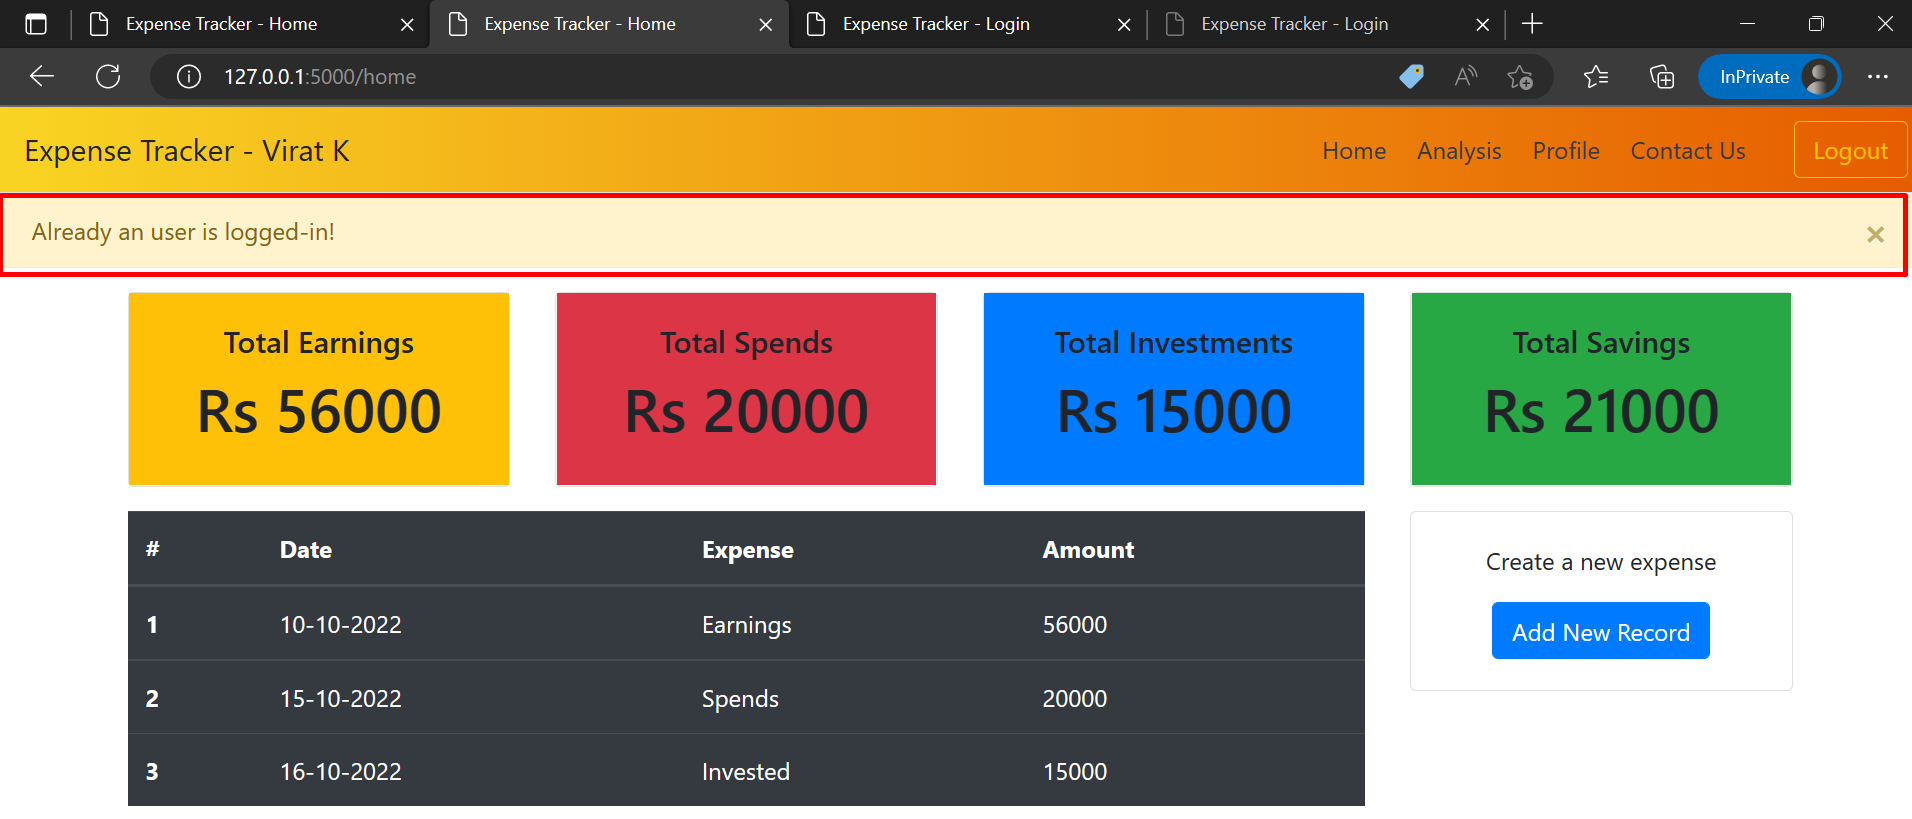 Expense Tracker - Home
Expense Tracker - Home
Expense Tracker - Login
Expense Tracker - Login
127.0.0.1:5000/home
InPrivate
Expense Tracker - Virat K
Home
Analysis
Profile
Contact Us
Logout
Already an user is logged-in!
Total Earnings
Rs 56000
Total Spends
Rs 20000
Total Investments
Rs 15000
Total Savings
Rs 21000
# Date Expense Amount
1 10-10-2022 Earnings 56000
2 15-10-2022 Spends 20000
3 16-10-2022 Invested 15000
Create a new expense
Add New Record